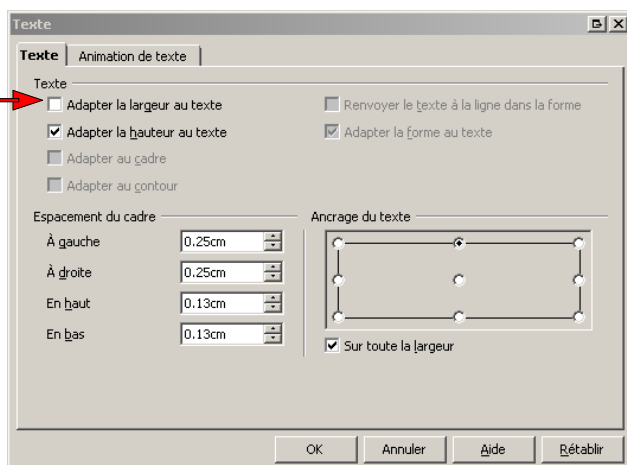 Texte
Texte Animation de texte
Texte
Adapter la largeur au texte Renvoyer le texte à la ligne dans la forme
Adapter la hauteur au texte Adapter la forme au texte
Adapter au cadre
Adapter au contour
Espacement du cadre Ancrage du texte
À gauche 0.25cm
À droite 0.25cm
En haut 0.13cm
En bas 0.13cm
Sur toute la largeur
OK Annuler Aide Rétablir